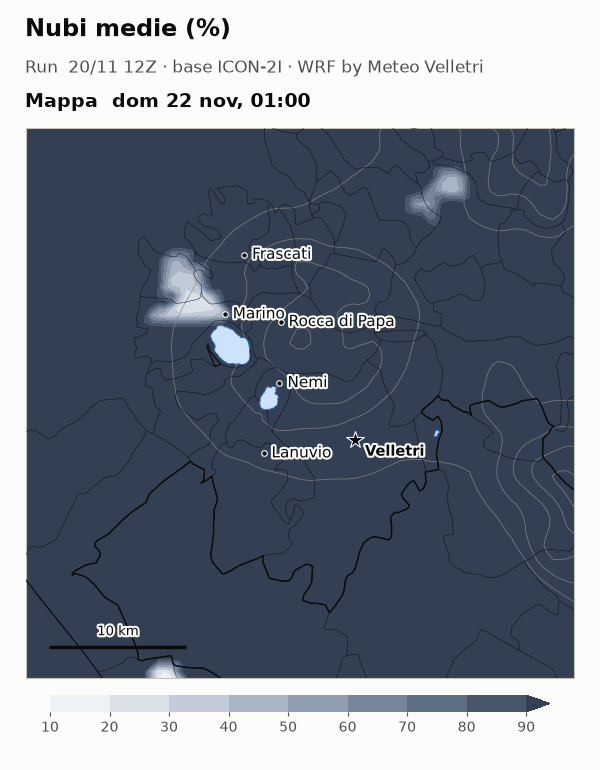 Nubi medie (%)
Run  20/11 12Z · base ICON-2I · WRF by Meteo Velletri
Mappa  dom 22 nov, 01:00
Frascati
Marino
Rocca di Papa
Nemi
Velletri
Lanuvio
10 km
10 20 30 40 50 60 70 80 90